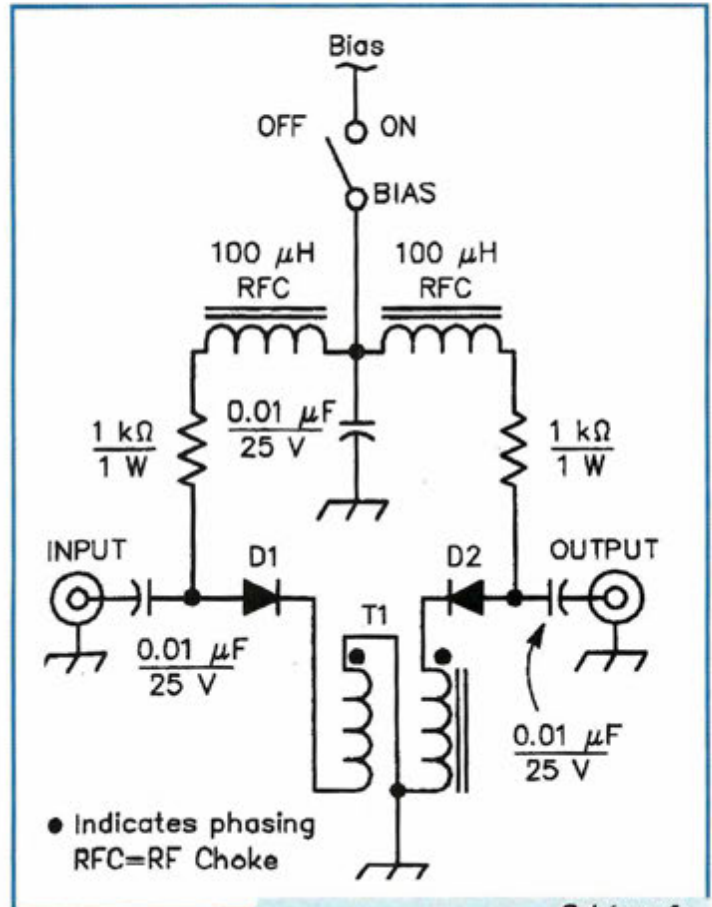 Bias
OFF ON
BIAS
100 μH RFC
100 μH RFC
0.01 μF
25 V
1 kΩ
1 W
1 kΩ
1 W
INPUT
D1
D2
OUTPUT
T1
0.01 μF
25 V
0.01 μF
25 V
● Indicates phasing
RFC=RF Choke